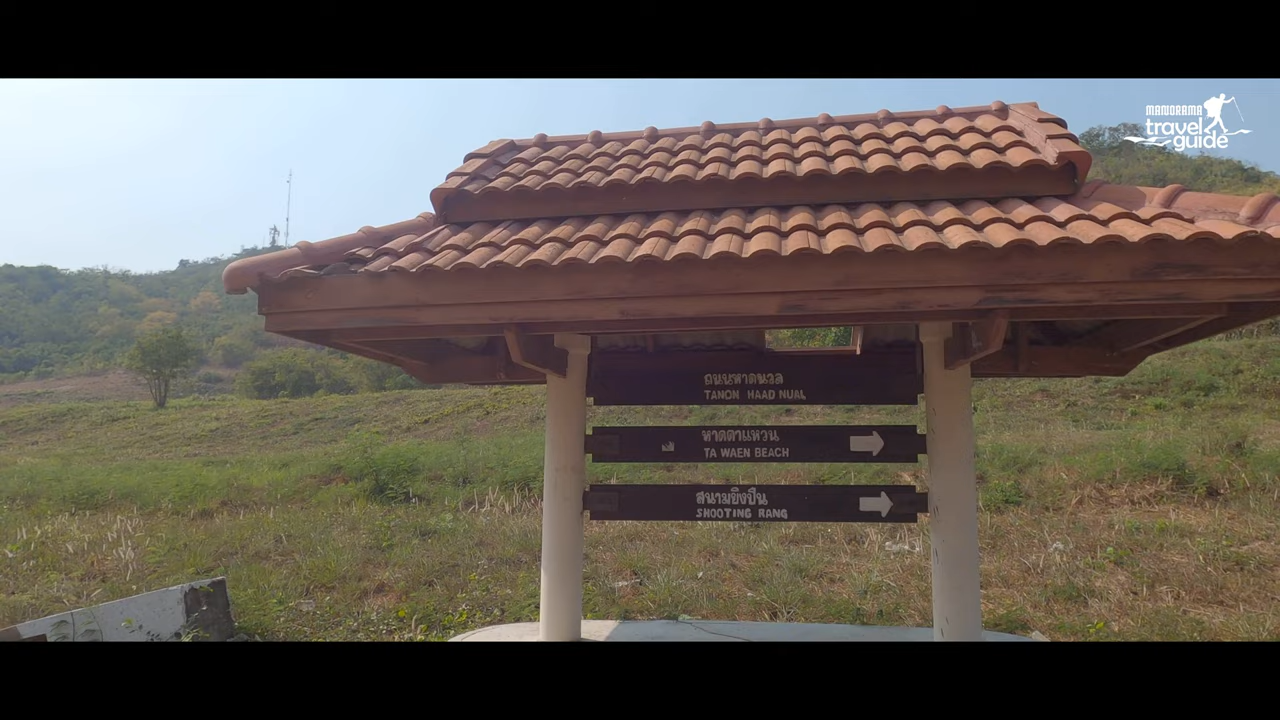 MANORAMA
travel
guide
ถนนหาดนวล
TANON HAAD NUAL
หาดตาแหวน
TA WAEN BEACH
สนามยิงปืน
SHOOTING RANG